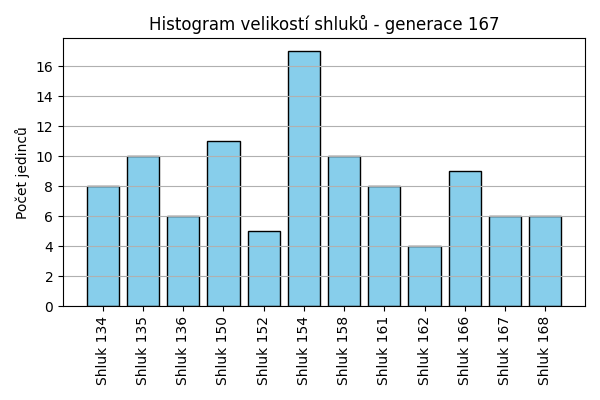 Histogram velikostí shluků - generace 167
Počet jedinců
16
14
12
10
8
6
4
2
0
Shluk 134
Shluk 135
Shluk 136
Shluk 150
Shluk 152
Shluk 154
Shluk 158
Shluk 161
Shluk 162
Shluk 166
Shluk 167
Shluk 168